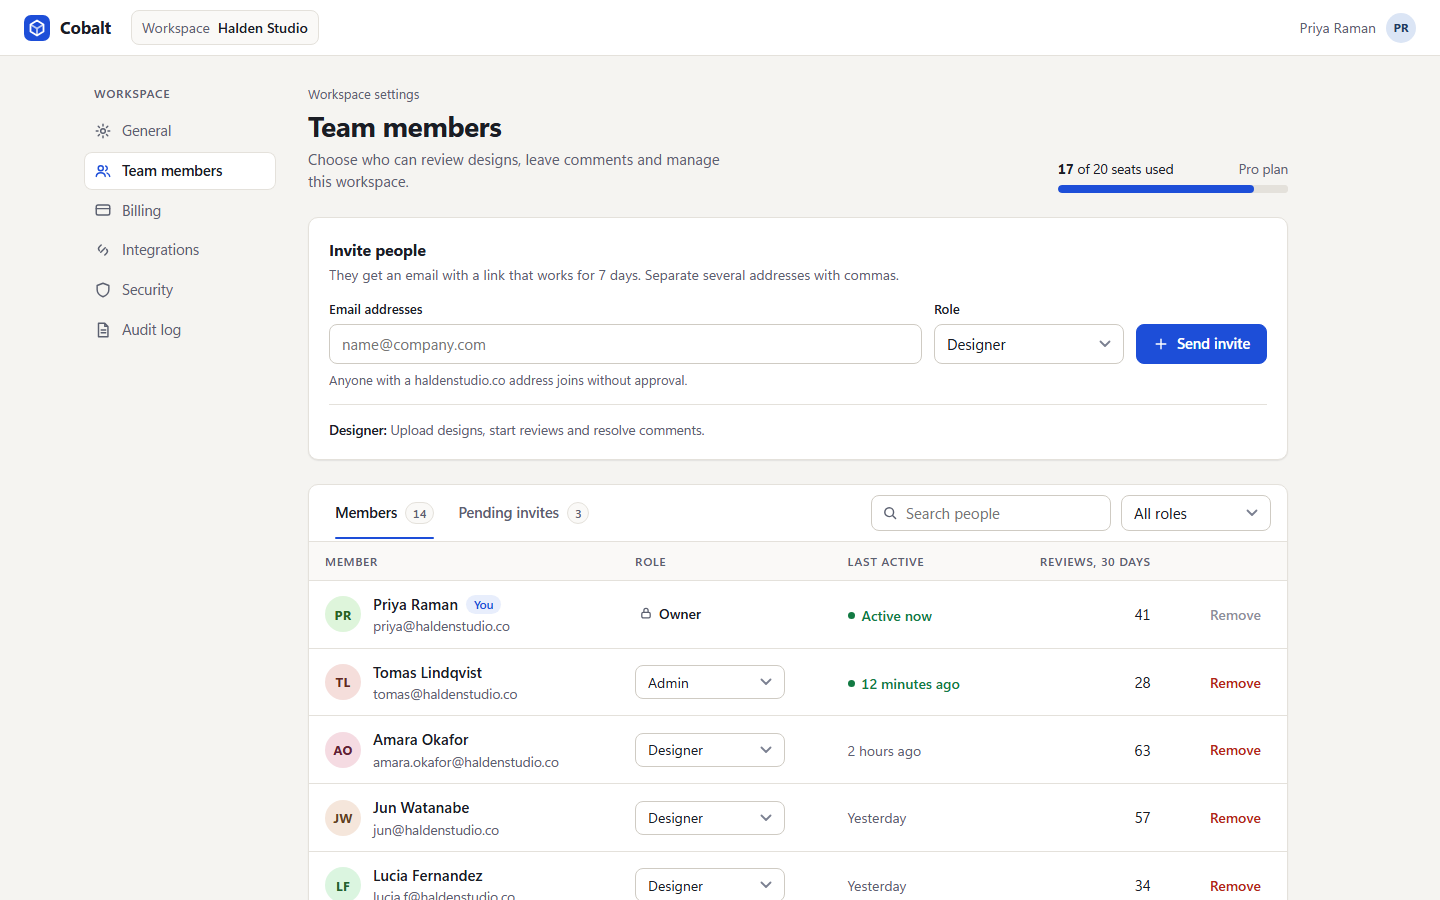 Cobalt
Workspace Halden Studio
Priya Raman PR
WORKSPACE
General
Team members
Billing
Integrations
Security
Audit log
Workspace settings
Team members
Choose who can review designs, leave comments and manage
this workspace.
17 of 20 seats used Pro plan
Invite people
They get an email with a link that works for 7 days. Separate several addresses with commas.
Email addresses Role
name@company.com Designer Send invite
Anyone with a haldenstudio.co address joins without approval.
Designer: Upload designs, start reviews and resolve comments.
Members 14 Pending invites 3 Search people All roles
MEMBER ROLE LAST ACTIVE REVIEWS, 30 DAYS
PR Priya Raman You Owner Active now 41 Remove
priya@haldenstudio.co
TL Tomas Lindqvist Admin 12 minutes ago 28 Remove
tomas@haldenstudio.co
AO Amara Okafor Designer 2 hours ago 63 Remove
amara.okafor@haldenstudio.co
JW Jun Watanabe Designer Yesterday 57 Remove
jun@haldenstudio.co
LF Lucia Fernandez Designer Yesterday 34 Remove
lucia.f@haldenstudio.co